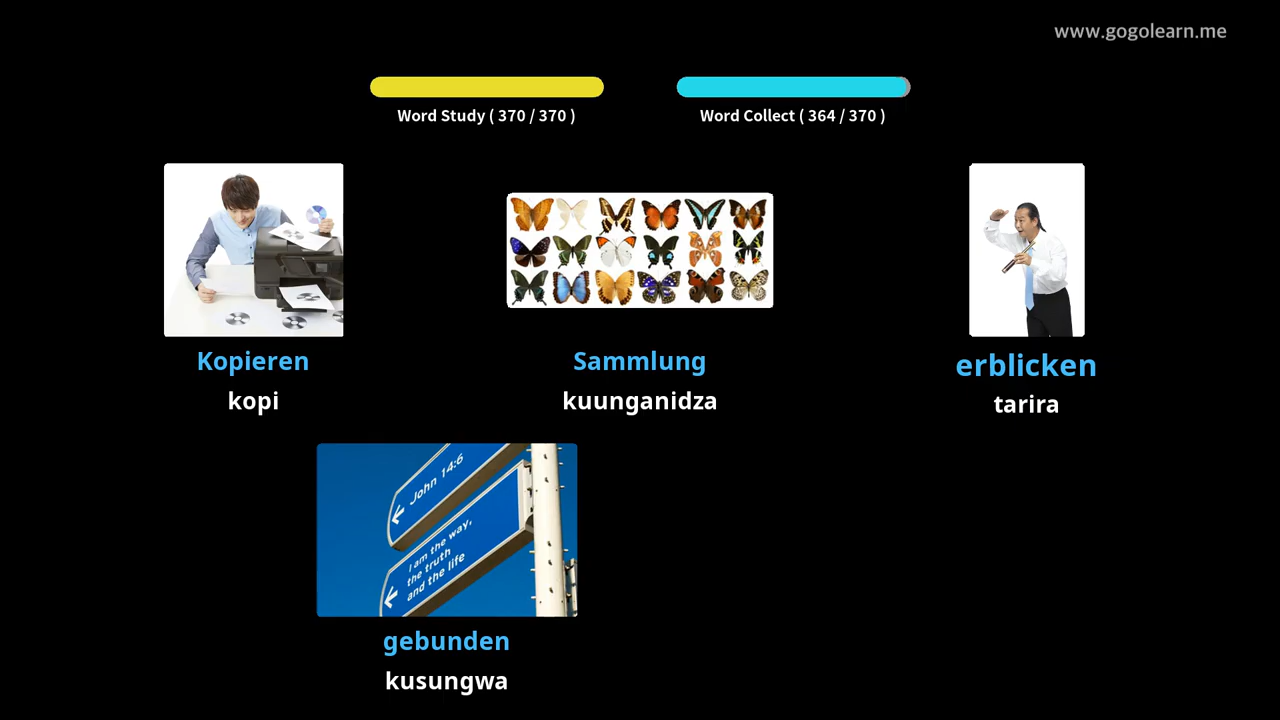 www.gogolearn.me
Word Study ( 370 / 370 )
Word Collect ( 364 / 370 )
Kopieren
kopi
Sammlung
kuunganidza
erblicken
tarira
John 14:6
I am the way,
the truth
and the life
gebunden
kusungwa